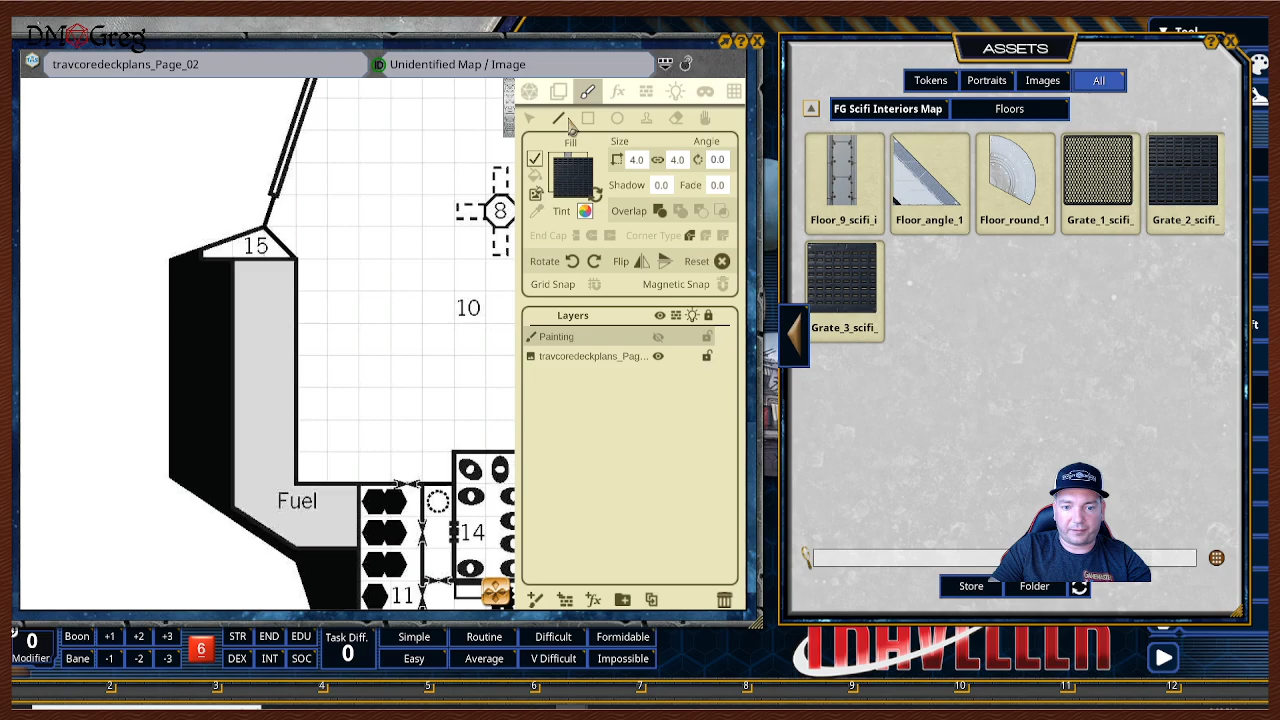 DM Greg
travcoredeckplans_Page_02
ID Unidentified Map / Image
15
8
10
Fuel
14
11
Size
Angle
Fill
4.0
4.0
0.0
Shadow 0.0 Fade 0.0
Tint
Overlap
End Cap
Corner Type
Rotate
Flip
Reset
Grid Snap
Magnetic Snap
Layers
Painting
travcoredeckplans_Pag...
ASSETS
Tokens
Portraits
Images
All
FG Scifi Interiors Map
Floors
Floor_9_scifi_i
Floor_angle_1
Floor_round_1
Grate_1_scifi_
Grate_2_scifi_
Grate_3_scifi_
Store
Folder
0
Modifier
Boon +1 +2 +3
Bane -1 -2 -3
6
STR END EDU
DEX INT SOC
Task Diff.
0
Simple Routine Difficult Formidable
Easy Average V Difficult Impossible
TRAVELLER
2 3 4 5 6 7 8 9 10 11 12